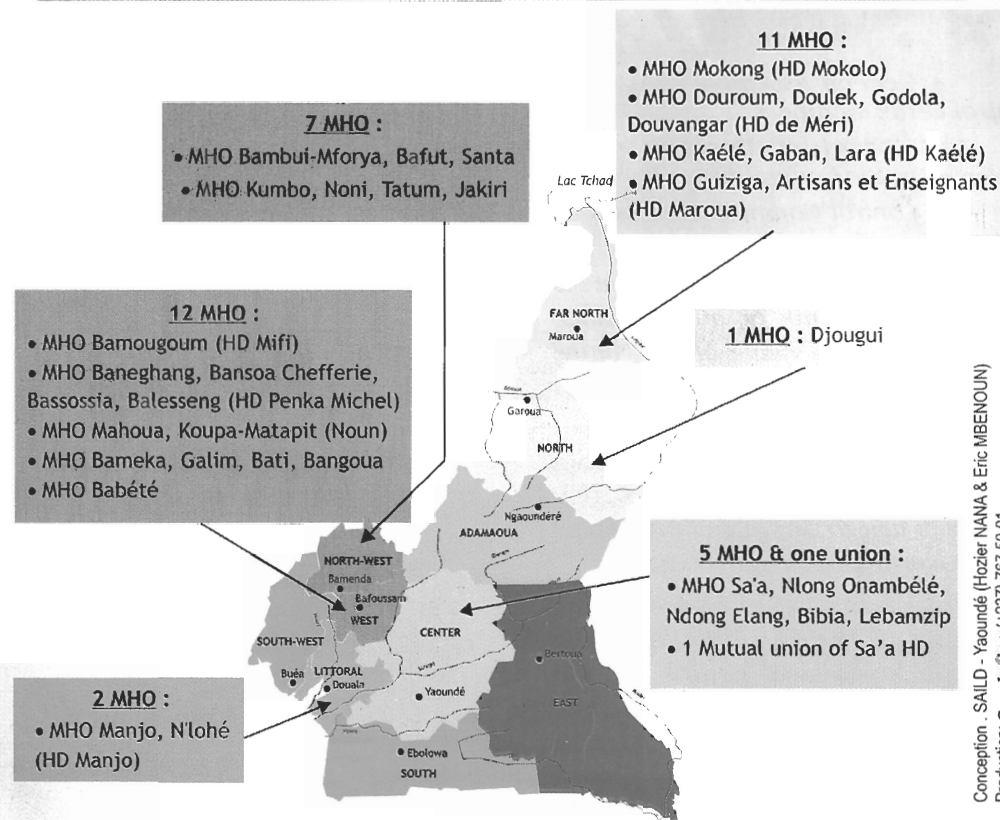 11 MHO :
• MHO Mokong (HD Mokolo)
• MHO Douroum, Doulek, Godola,
Douvangar (HD de Méri)
• MHO Kaélé, Gaban, Lara (HD Kaélé)
• MHO Guiziga, Artisans et Enseignants
(HD Maroua)
7 MHO :
• MHO Bambui-Mforya, Bafut, Santa
• MHO Kumbo, Noni, Tatum, Jakiri
Lac Tchad
12 MHO :
• MHO Bamougoum (HD Mifi)
• MHO Baneghang, Bansoa Chefferie,
Bassossia, Balesseng (HD Penka Michel)
• MHO Mahoua, Koupa-Matapit (Noun)
• MHO Bameka, Galim, Bati, Bangoua
• MHO Babété
FAR NORTH
Maroua
1 MHO : Djougui
Garoua
NORTH
Ngaoundéré
ADAMAOUA
NORTH-WEST
Bamenda
Bafoussam
WEST
CENTER
SOUTH-WEST
Buéa
LITTORAL
Douala
Yaoundé
Bertoua
EAST
Ebolowa
SOUTH
5 MHO & one union :
• MHO Sa'a, Nlong Onambélé,
Ndong Elang, Bibia, Lebamzip
• 1 Mutual union of Sa'a HD
2 MHO :
• MHO Manjo, N'lohé
(HD Manjo)
Conception . SAILD - Yaoundé (Hozier NANA & Eric MBENOUN)